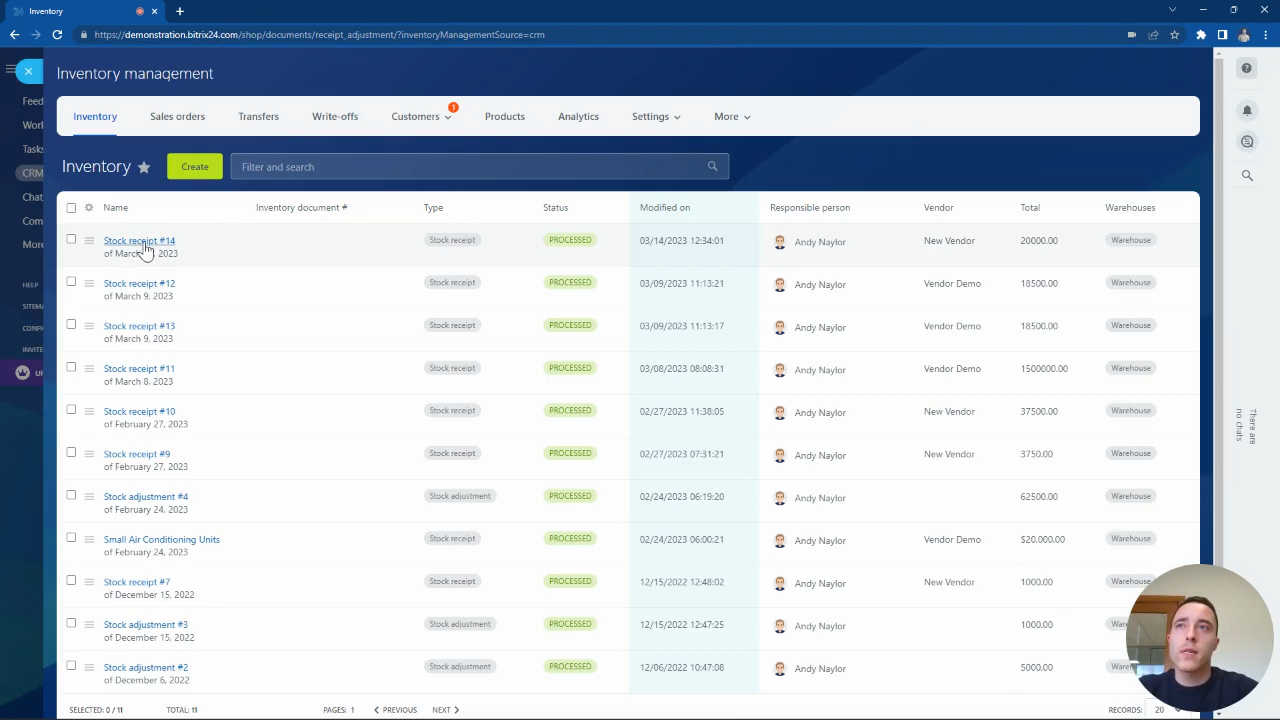 Inventory
https://demonstration.bitrix24.com/shop/documents/receipt_adjustment/?inventoryManagementSource=crm
Feed
Work
Tasks
CRM
Chat
Com
More
HELP
SITEMA
CONFI
INVITE
UP
Inventory management
Inventory Sales orders Transfers Write-offs Customers 1 Products Analytics Settings More
Inventory Create Filter and search
Name Inventory document # Type Status Modified on Responsible person Vendor Total Warehouses
Stock receipt #14 Stock receipt PROCESSED 03/14/2023 12:34:01 Andy Naylor New Vendor 20000.00 Warehouse
of March 2023
Stock receipt #12 Stock receipt PROCESSED 03/09/2023 11:13:21 Andy Naylor Vendor Demo 18500.00 Warehouse
of March 9, 2023
Stock receipt #13 Stock receipt PROCESSED 03/09/2023 11:13:17 Andy Naylor Vendor Demo 18500.00 Warehouse
of March 9, 2023
Stock receipt #11 Stock receipt PROCESSED 03/08/2023 08:08:31 Andy Naylor Vendor Demo 1500000.00 Warehouse
of March 8, 2023
Stock receipt #10 Stock receipt PROCESSED 02/27/2023 11:38:05 Andy Naylor New Vendor 37500.00 Warehouse
of February 27, 2023
Stock receipt #9 Stock receipt PROCESSED 02/27/2023 07:31:21 Andy Naylor New Vendor 3750.00 Warehouse
of February 27, 2023
Stock adjustment #4 Stock adjustment PROCESSED 02/24/2023 06:19:20 Andy Naylor 62500.00 Warehouse
of February 24, 2023
Small Air Conditioning Units Stock receipt PROCESSED 02/24/2023 06:00:21 Andy Naylor Vendor Demo $20,000.00 Warehouse
of February 24, 2023
Stock receipt #7 Stock receipt PROCESSED 12/15/2022 12:48:02 Andy Naylor New Vendor 1000.00 Warehouse
of December 15, 2022
Stock adjustment #3 Stock adjustment PROCESSED 12/15/2022 12:47:25 Andy Naylor 1000.00
of December 15, 2022
Stock adjustment #2 Stock adjustment PROCESSED 12/06/2022 10:47:08 Andy Naylor 5000.00
of December 6, 2022
SELECTED: 0 / 11 TOTAL: 11 PAGES: 1 PREVIOUS NEXT RECORDS: 20
There are
no chats